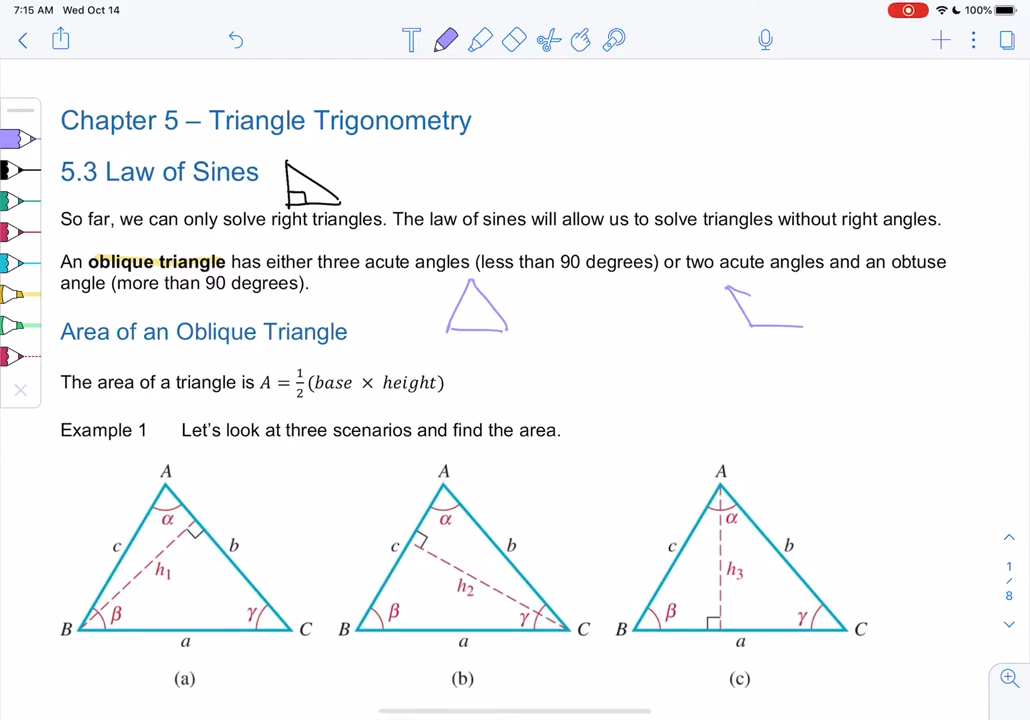 7:15 AM Wed Oct 14
100%
T
Chapter 5 – Triangle Trigonometry
5.3 Law of Sines
So far, we can only solve right triangles. The law of sines will allow us to solve triangles without right angles.
An oblique triangle has either three acute angles (less than 90 degrees) or two acute angles and an obtuse
angle (more than 90 degrees).
Area of an Oblique Triangle
The area of a triangle is A = 1/2 (base × height)
Example 1 Let's look at three scenarios and find the area.
A A A
α α α
c b c b c b
h₁ h₂ h₃
β γ β γ β γ
B C B C B C
a a a
(a) (b) (c)
1
/
8